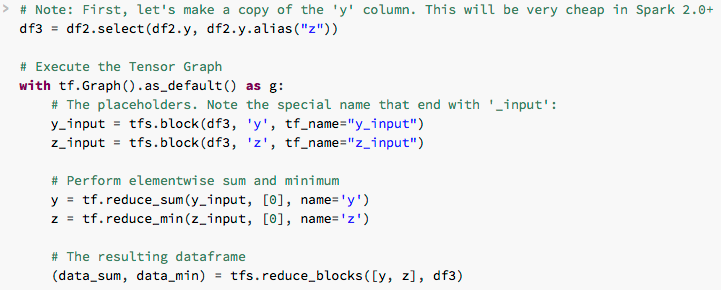 > # Note: First, let's make a copy of the 'y' column. This will be very cheap in Spark 2.0+
df3 = df2.select(df2.y, df2.y.alias("z"))

# Execute the Tensor Graph
with tf.Graph().as_default() as g:
    # The placeholders. Note the special name that end with '_input':
    y_input = tfs.block(df3, 'y', tf_name="y_input")
    z_input = tfs.block(df3, 'z', tf_name="z_input")

    # Perform elementwise sum and minimum
    y = tf.reduce_sum(y_input, [0], name='y')
    z = tf.reduce_min(z_input, [0], name='z')

    # The resulting dataframe
    (data_sum, data_min) = tfs.reduce_blocks([y, z], df3)